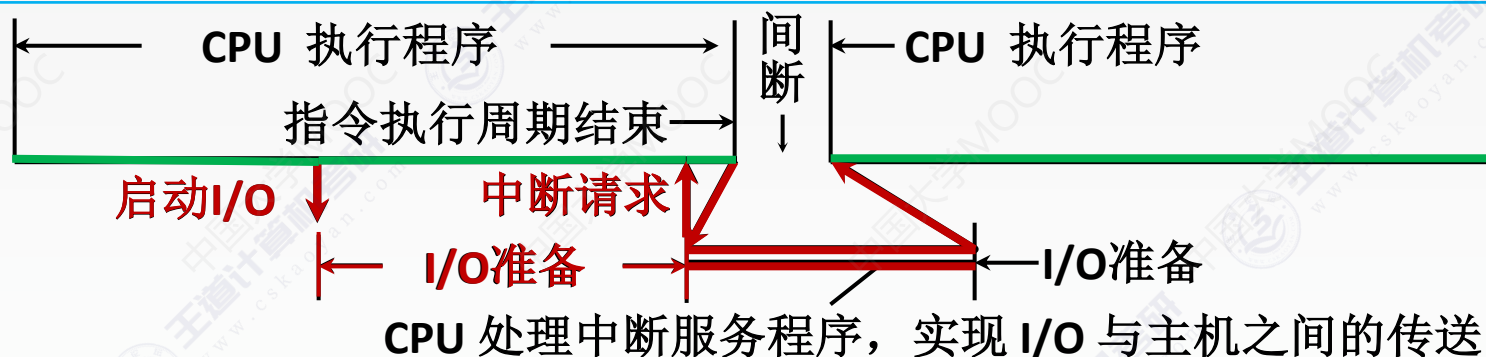 CPU 执行程序
间断
CPU 执行程序
指令执行周期结束
启动I/O
中断请求
I/O准备
I/O准备
CPU 处理中断服务程序，实现 I/O 与主机之间的传送